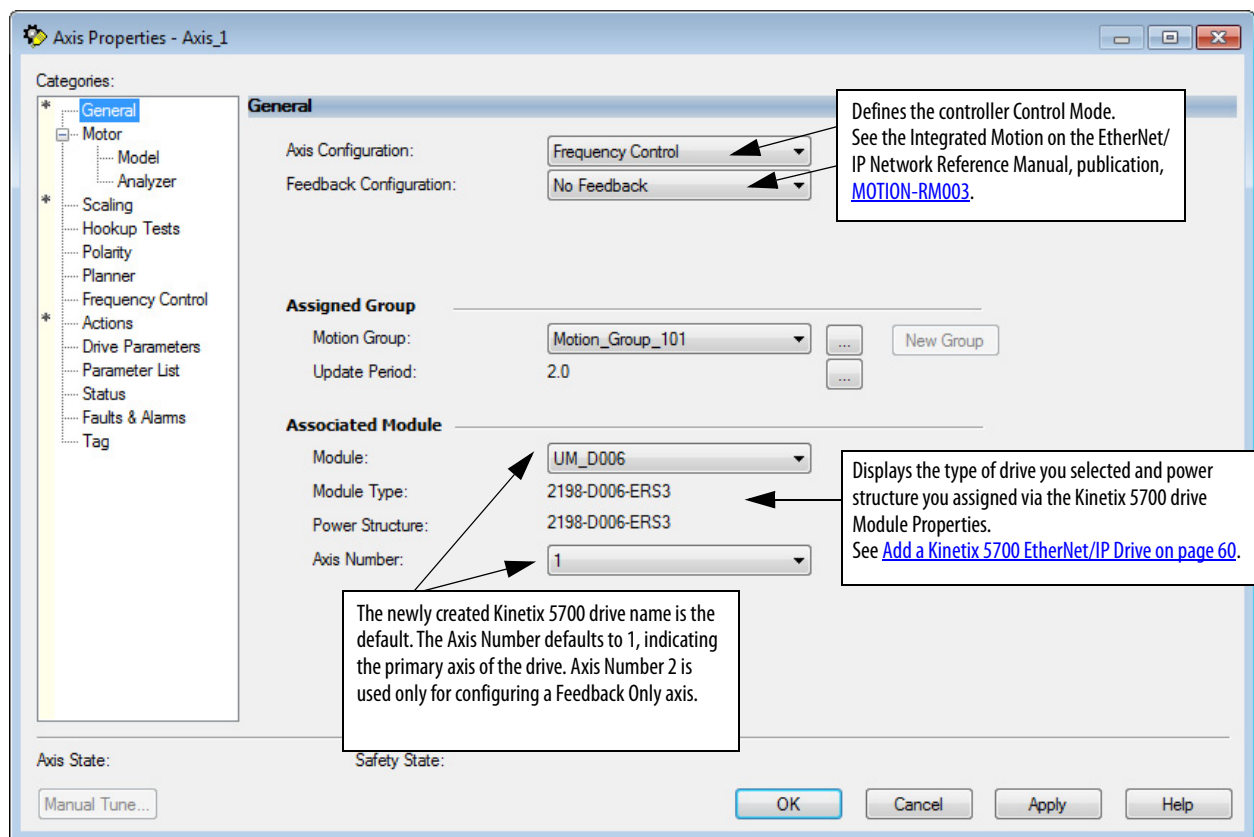 Axis Properties - Axis_1
Categories:
* General
Motor
Model
Analyzer
* Scaling
Hookup Tests
Polarity
Planner
Frequency Control
* Actions
Drive Parameters
Parameter List
Status
Faults & Alarms
Tag
General
Axis Configuration: Frequency Control
Feedback Configuration: No Feedback
Defines the controller Control Mode.
See the Integrated Motion on the EtherNet/
IP Network Reference Manual, publication,
MOTION-RM003.
Assigned Group
Motion Group: Motion_Group_101 ... New Group
Update Period: 2.0 ...
Associated Module
Module: UM_D006
Module Type: 2198-D006-ERS3
Power Structure: 2198-D006-ERS3
Axis Number: 1
Displays the type of drive you selected and power
structure you assigned via the Kinetix 5700 drive
Module Properties.
See Add a Kinetix 5700 EtherNet/IP Drive on page 60.
The newly created Kinetix 5700 drive name is the
default. The Axis Number defaults to 1, indicating
the primary axis of the drive. Axis Number 2 is
used only for configuring a Feedback Only axis.
Axis State: Safety State:
Manual Tune... OK Cancel Apply Help